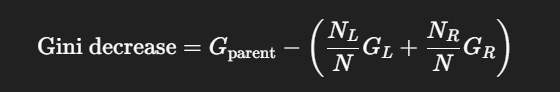 Gini decrease = G_parent − (N_L/N G_L + N_R/N G_R)